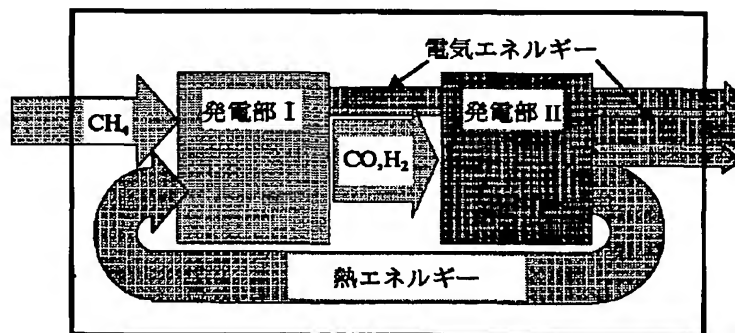 電気エネルギー
CH₄
発電部 I
発電部 II
CO,H₂
熱エネルギー